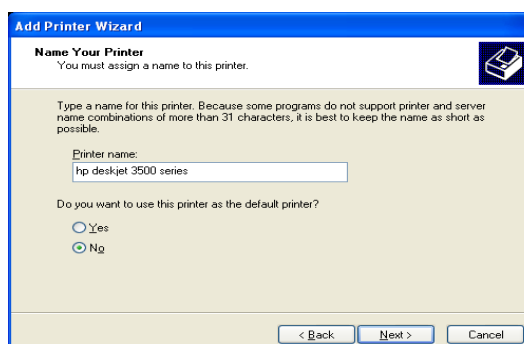 Add Printer Wizard
Name Your Printer
You must assign a name to this printer.
Type a name for this printer. Because some programs do not support printer and server
name combinations of more than 31 characters, it is best to keep the name as short as
possible.
Printer name:
hp deskjet 3500 series
Do you want to use this printer as the default printer?
Yes
No
< Back
Next >
Cancel